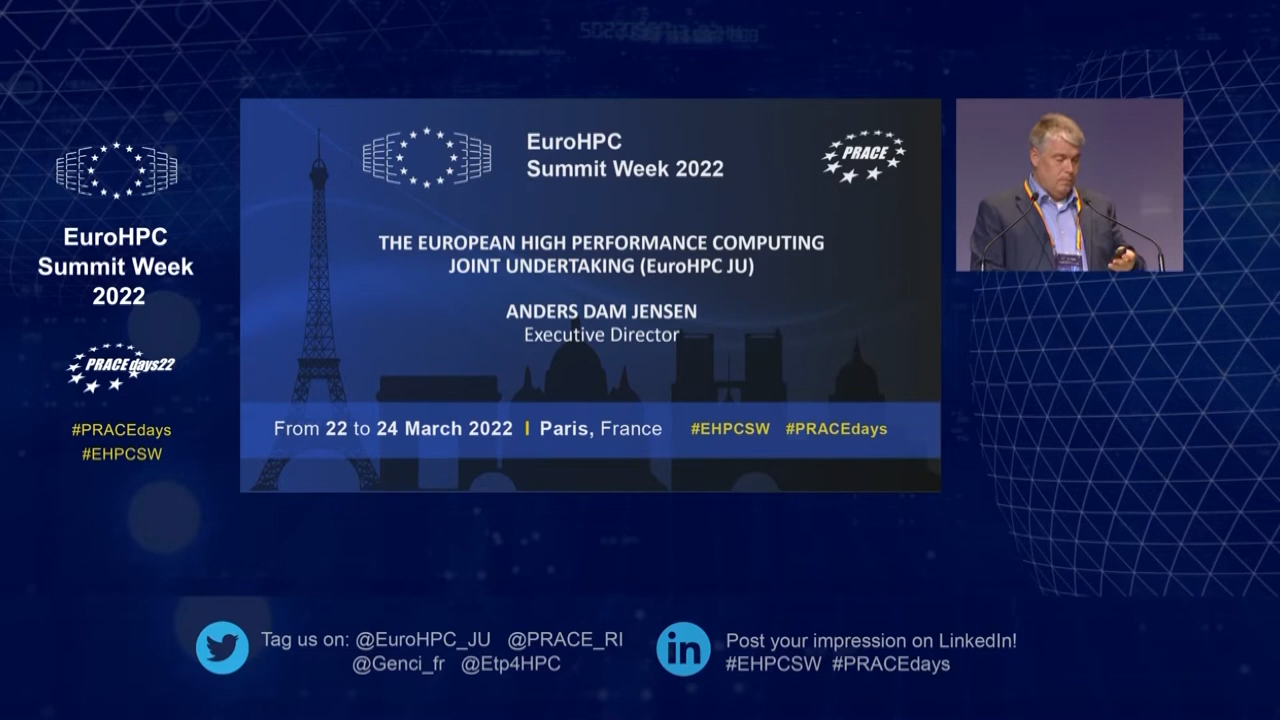 EuroHPC
Summit Week
2022
PRACEdays22
#PRACEdays
#EHPCSW
EuroHPC
Summit Week 2022
PRACE
THE EUROPEAN HIGH PERFORMANCE COMPUTING
JOINT UNDERTAKING (EuroHPC JU)
ANDERS DAM JENSEN
Executive Director
From 22 to 24 March 2022 I Paris, France #EHPCSW #PRACEdays
Tag us on: @EuroHPC_JU @PRACE_RI
@Genci_fr @Etp4HPC
in
Post your impression on LinkedIn!
#EHPCSW #PRACEdays